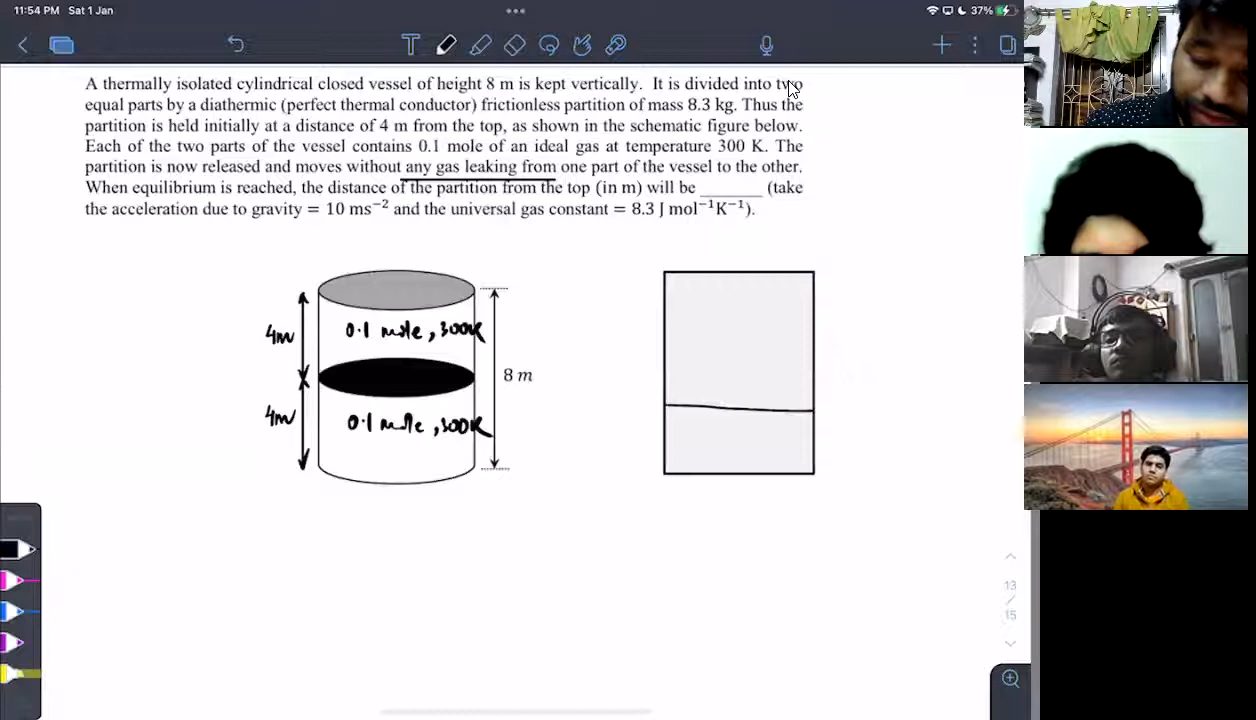 11:54 PM Sat 1 Jan
37%
A thermally isolated cylindrical closed vessel of height 8 m is kept vertically. It is divided into two
equal parts by a diathermic (perfect thermal conductor) frictionless partition of mass 8.3 kg. Thus the
partition is held initially at a distance of 4 m from the top, as shown in the schematic figure below.
Each of the two parts of the vessel contains 0.1 mole of an ideal gas at temperature 300 K. The
partition is now released and moves without any gas leaking from one part of the vessel to the other.
When equilibrium is reached, the distance of the partition from the top (in m) will be _______ (take
the acceleration due to gravity = 10 ms⁻² and the universal gas constant = 8.3 J mol⁻¹K⁻¹).
4m
0.1 mole, 300K
8 m
4m
0.1 mole, 300K
13
/
15